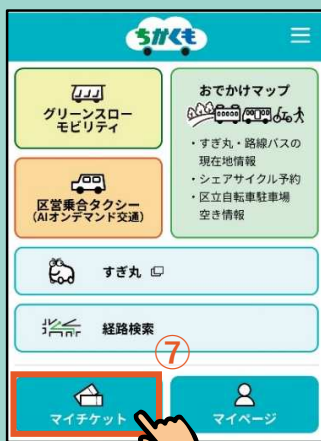 ちかくも
グリーンスロー
モビリティ
おでかけマップ
・すぎ丸・路線バスの
現在地情報
・シェアサイクル予約
・区立自転車駐車場
空き情報
区営乗合タクシー
(AIオンデマンド交通)
すぎ丸
経路検索
⑦
マイチケット
マイページ